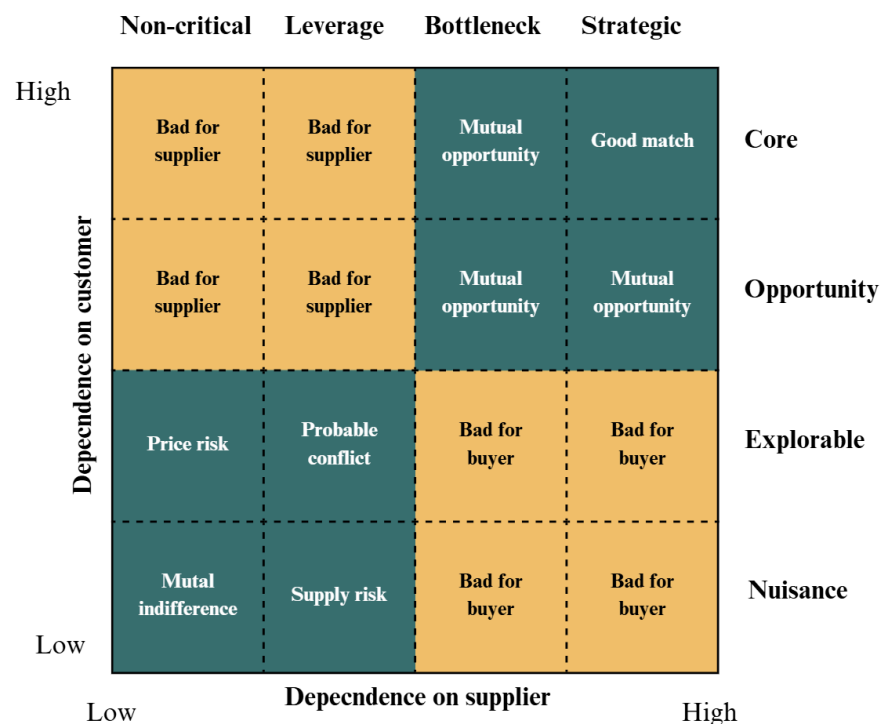 Non-critical Leverage Bottleneck Strategic
High
Bad for
supplier
Bad for
supplier
Mutual
opportunity
Good match
Core
Bad for
supplier
Bad for
supplier
Mutual
opportunity
Mutual
opportunity
Opportunity
Depecndence on customer
Price risk
Probable
conflict
Bad for
buyer
Bad for
buyer
Explorable
Mutal
indifference
Supply risk
Bad for
buyer
Bad for
buyer
Nuisance
Low
Depecndence on supplier
Low
High